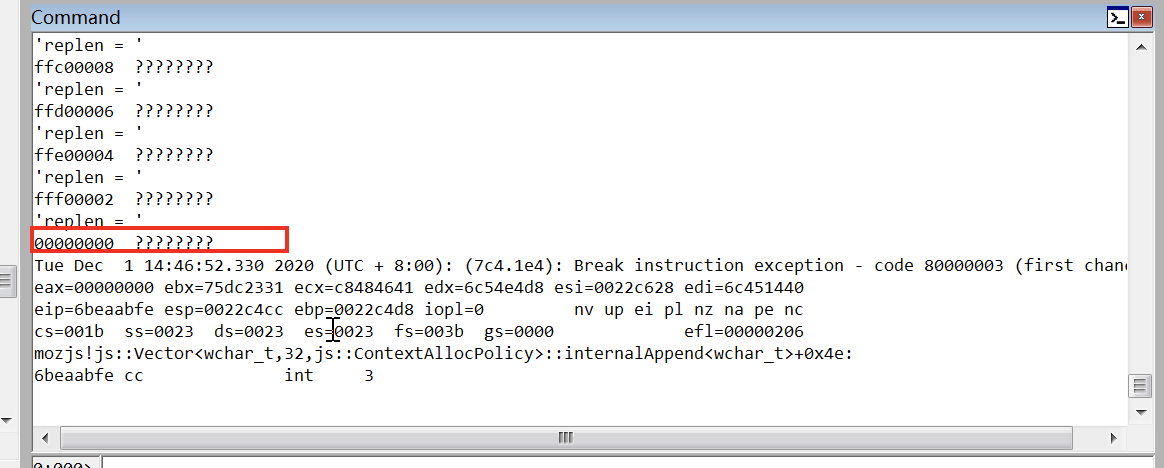 Command
'replen = '
ffc00008  ????????
'replen = '
ffd00006  ????????
'replen = '
ffe00004  ????????
'replen = '
fff00002  ????????
'replen = '
00000000  ????????
Tue Dec  1 14:46:52.330 2020 (UTC + 8:00): (7c4.1e4): Break instruction exception - code 80000003 (first chan
eax=00000000 ebx=75dc2331 ecx=c8484641 edx=6c54e4d8 esi=0022c628 edi=6c451440
eip=6beaabfe esp=0022c4cc ebp=0022c4d8 iopl=0         nv up ei pl nz na pe nc
cs=001b  ss=0023  ds=0023  es=0023  fs=003b  gs=0000             efl=00000206
mozjs!js::Vector<wchar_t,32,js::ContextAllocPolicy>::internalAppend<wchar_t>+0x4e:
6beaabfe cc              int     3
0:000>